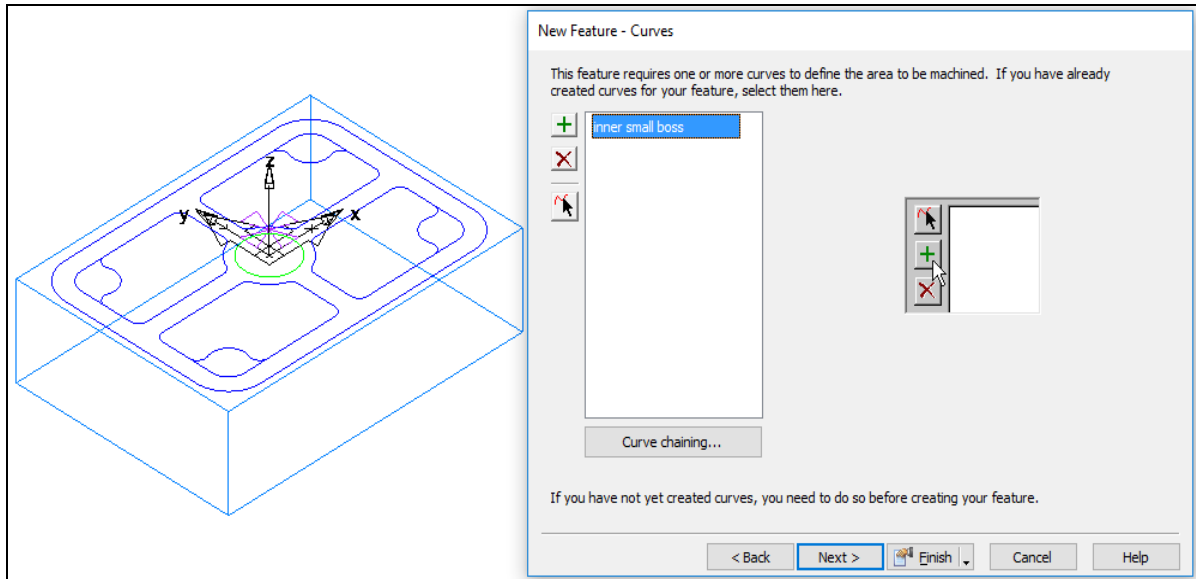 New Feature - Curves
This feature requires one or more curves to define the area to be machined. If you have already
created curves for your feature, select them here.
inner small boss
z
y
x
Curve chaining...
If you have not yet created curves, you need to do so before creating your feature.
< Back
Next >
Finish
Cancel
Help